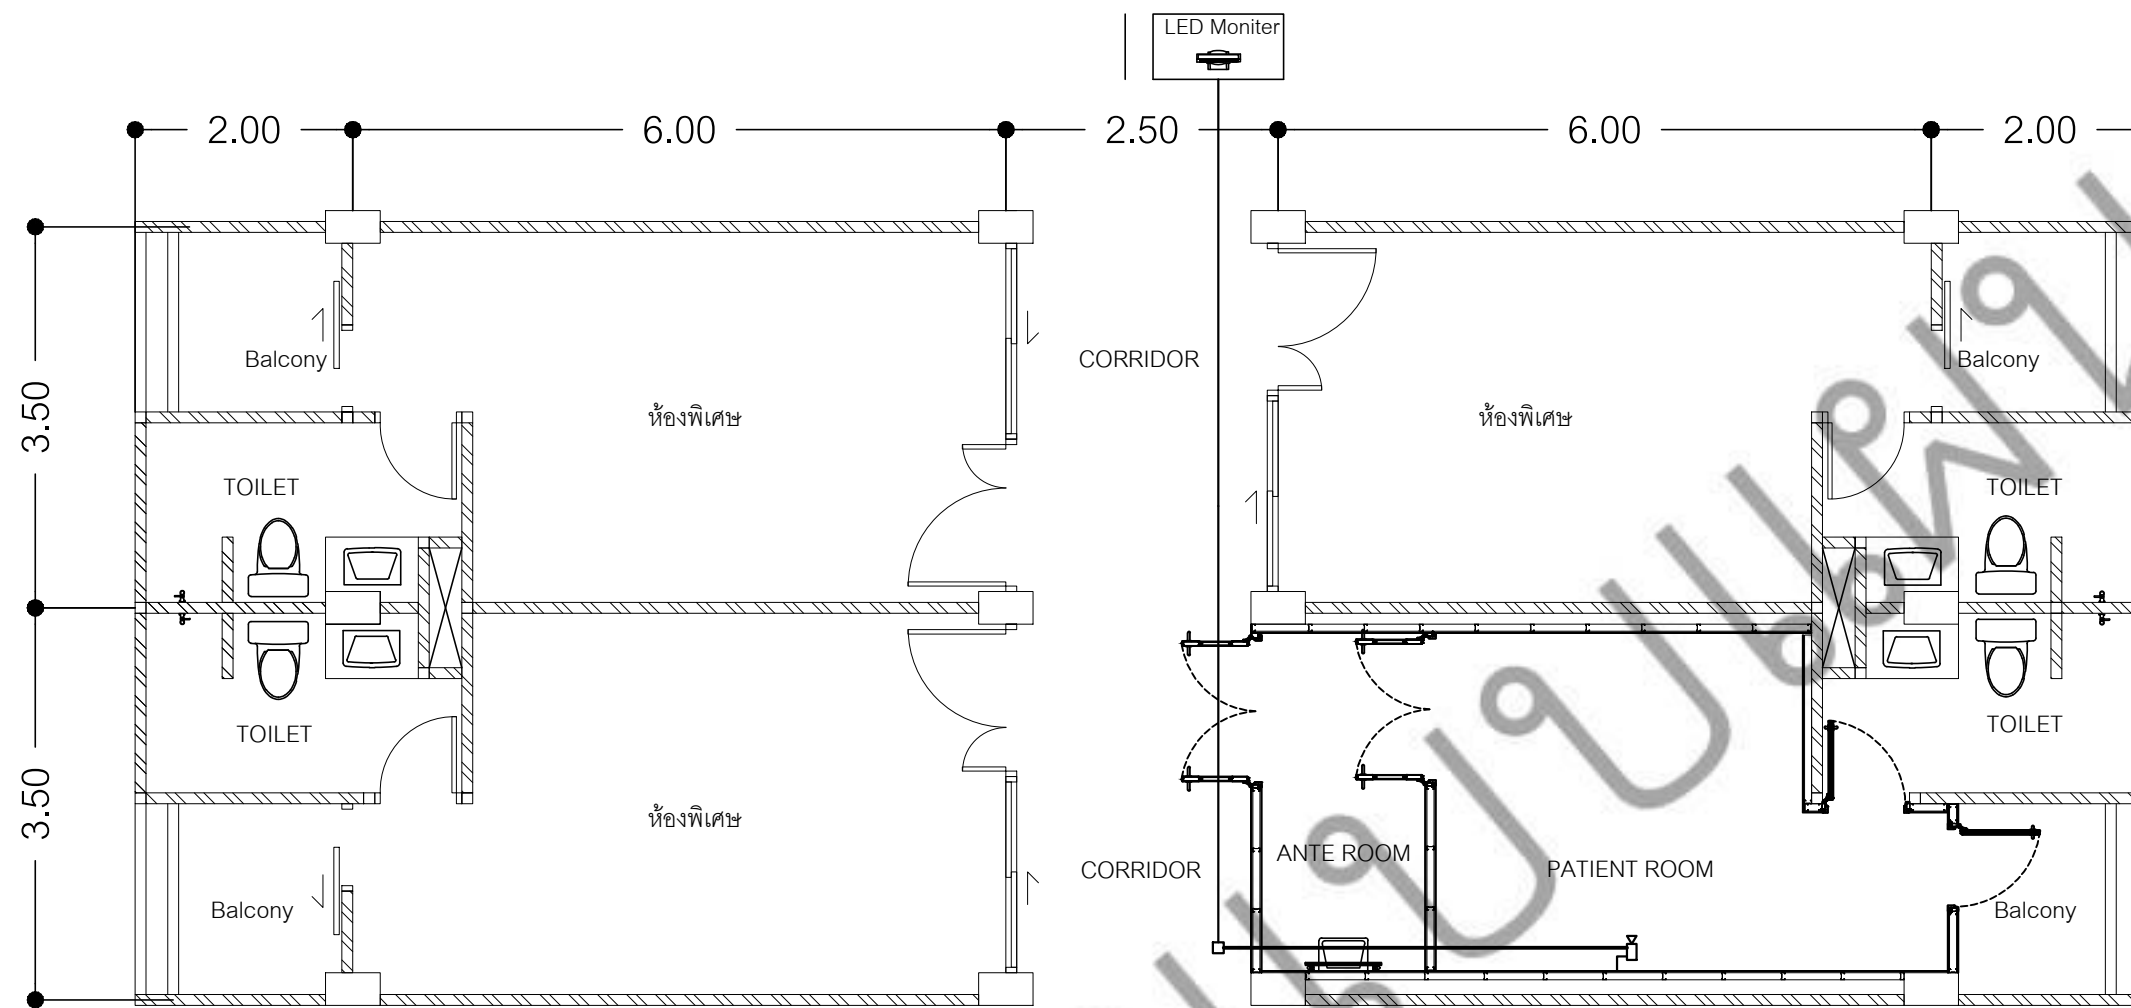 LED Moniter
2.00
6.00
2.50
6.00
2.00
3.50
3.50
Balcony
CORRIDOR
Balcony
ห้องพิเศษ
ห้องพิเศษ
TOILET
TOILET
TOILET
TOILET
ห้องพิเศษ
CORRIDOR
ANTE ROOM
PATIENT ROOM
Balcony
Balcony